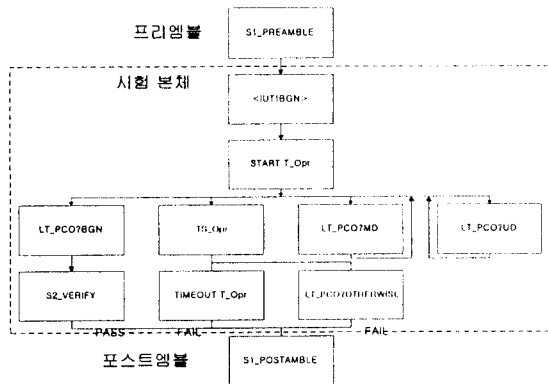 프리엠블
S1_PREAMBLE
시험 본체
<IUT!BGN>
START T_Opr
LT_PCO?BGN
TS_Opr
LT_PCO?MD
LT_PCO?UD
S2_VERIFY
TIMEOUT T_Opr
LT_PCO?OTHERWISE
PASS
FAIL
FAIL
포스트엠블
S1_POSTAMBLE